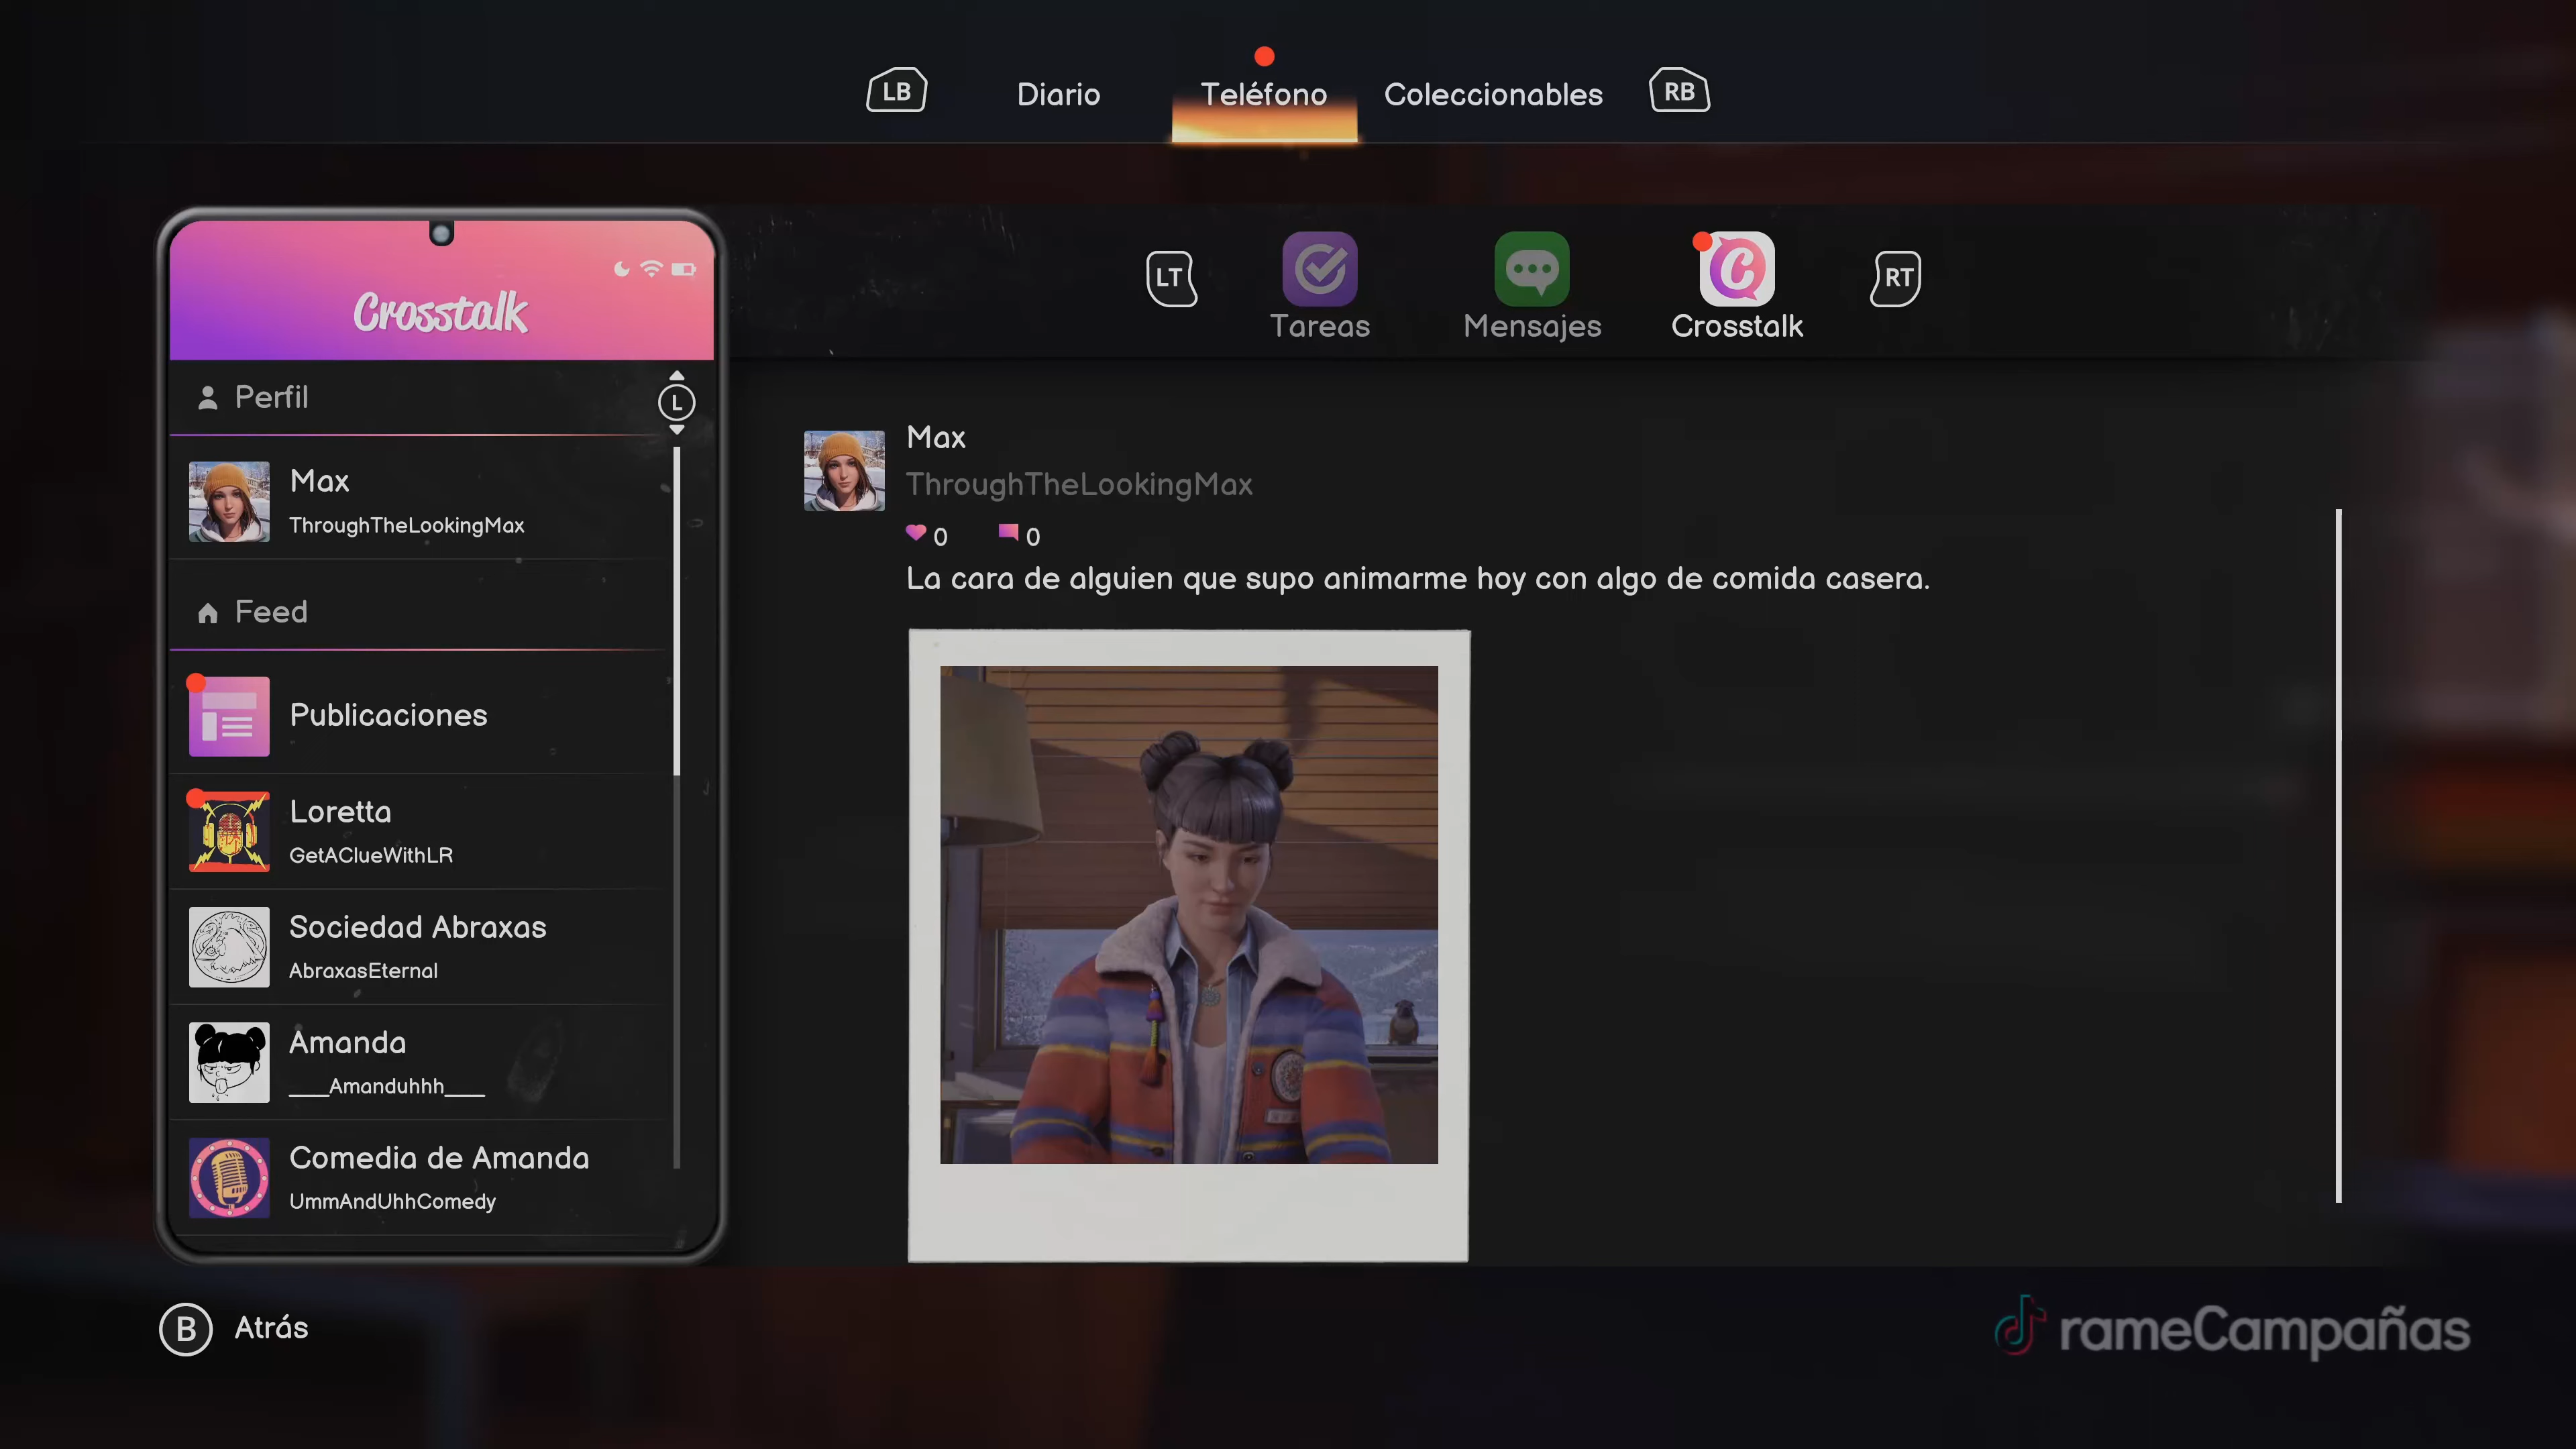 LB Diario Teléfono Coleccionables RB
Crosstalk
Perfil
L
Max
ThroughTheLookingMax
Feed
Publicaciones
Loretta
GetAClueWithLR
Sociedad Abraxas
AbraxasEternal
Amanda
____Amanduhhh____
Comedia de Amanda
UmmAndUhhComedy
LT Tareas Mensajes Crosstalk RT
Max
ThroughTheLookingMax
0 0
La cara de alguien que supo animarme hoy con algo de comida casera.
B Atrás
rameCampañas